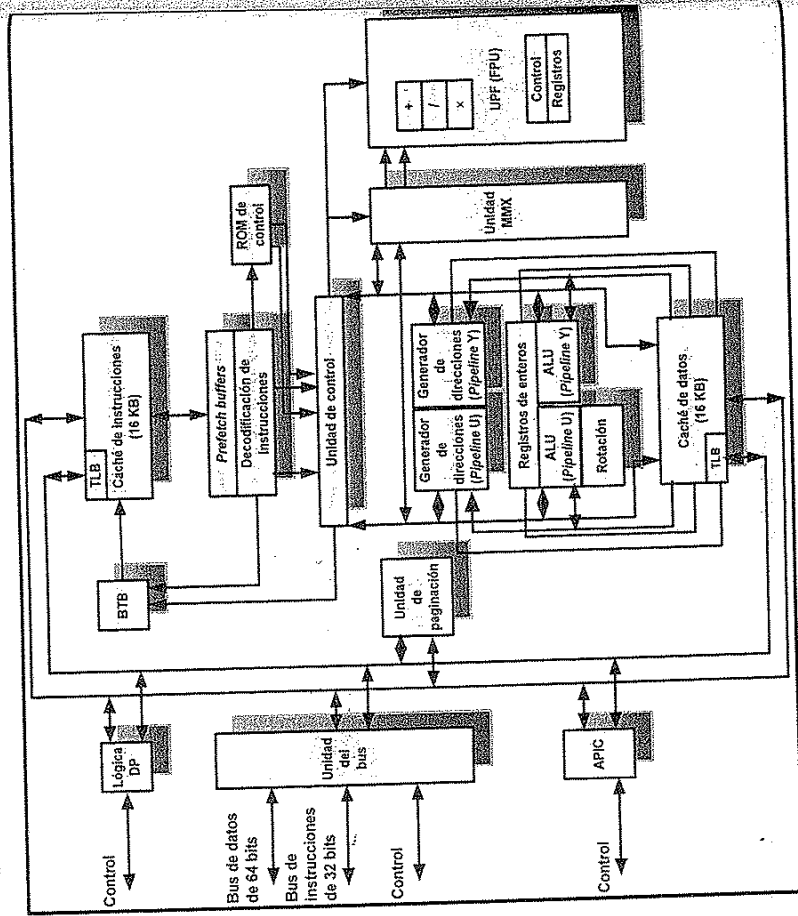 Control
Lógica
DP
Bus de datos
de 64 bits
Bus de
instrucciones
de 32 bits
Control
Unidad
del
bus
Control
APIC
BTB
TLB
Caché de instrucciones
(16 KB)
Prefetch buffers
Decodificación de
instrucciones
ROM de
control
Unidad de control
Unidad
de
paginación
Generador
de
direcciones
(Pipeline U)
Generador
de
direcciones
(Pipeline Y)
Registros de enteros
ALU
(Pipeline U)
ALU
(Pipeline Y)
Rotación
Caché de datos
(16 KB)
TLB
Unidad
MMX
+ -
/
x
UPF (FPU)
Control
Registros